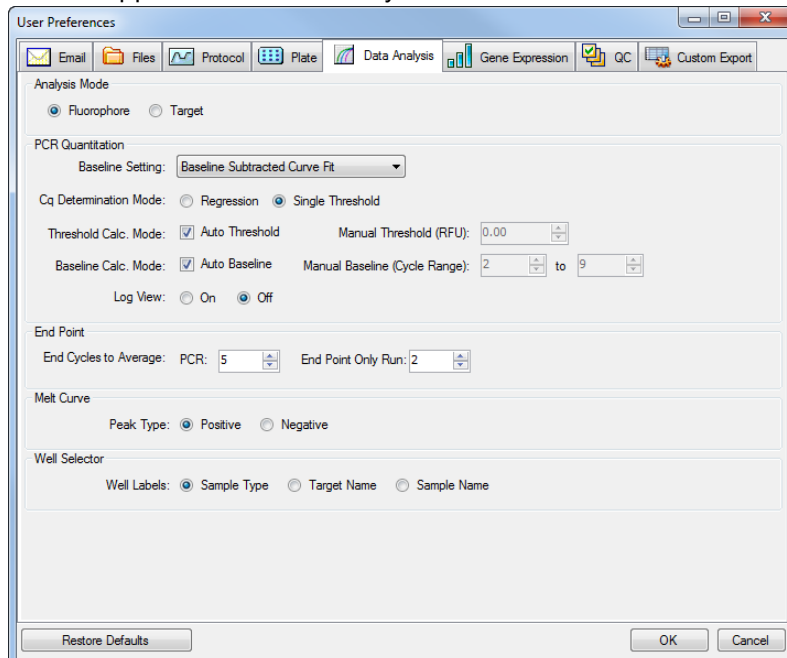 User Preferences
Email Files Protocol Plate Data Analysis Gene Expression QC Custom Export
Analysis Mode
Fluorophore Target
PCR Quantitation
Baseline Setting: Baseline Subtracted Curve Fit
Cq Determination Mode: Regression Single Threshold
Threshold Calc. Mode: Auto Threshold Manual Threshold (RFU): 0.00
Baseline Calc. Mode: Auto Baseline Manual Baseline (Cycle Range): 2 to 9
Log View: On Off
End Point
End Cycles to Average: PCR: 5 End Point Only Run: 2
Melt Curve
Peak Type: Positive Negative
Well Selector
Well Labels: Sample Type Target Name Sample Name
Restore Defaults OK Cancel